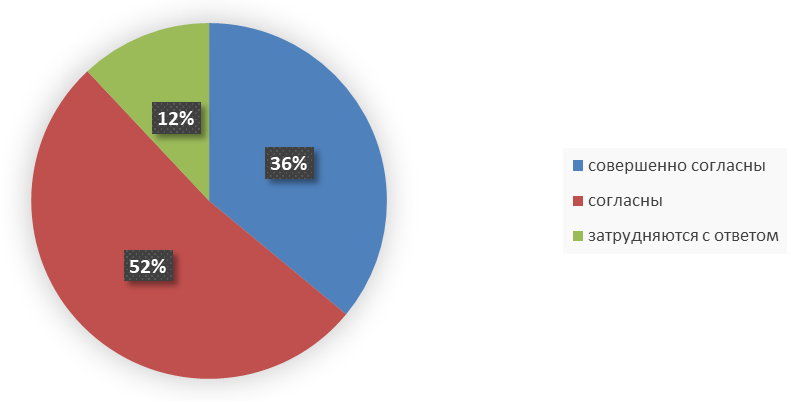 12%
36%
52%
совершенно согласны
согласны
затрудняются с ответом